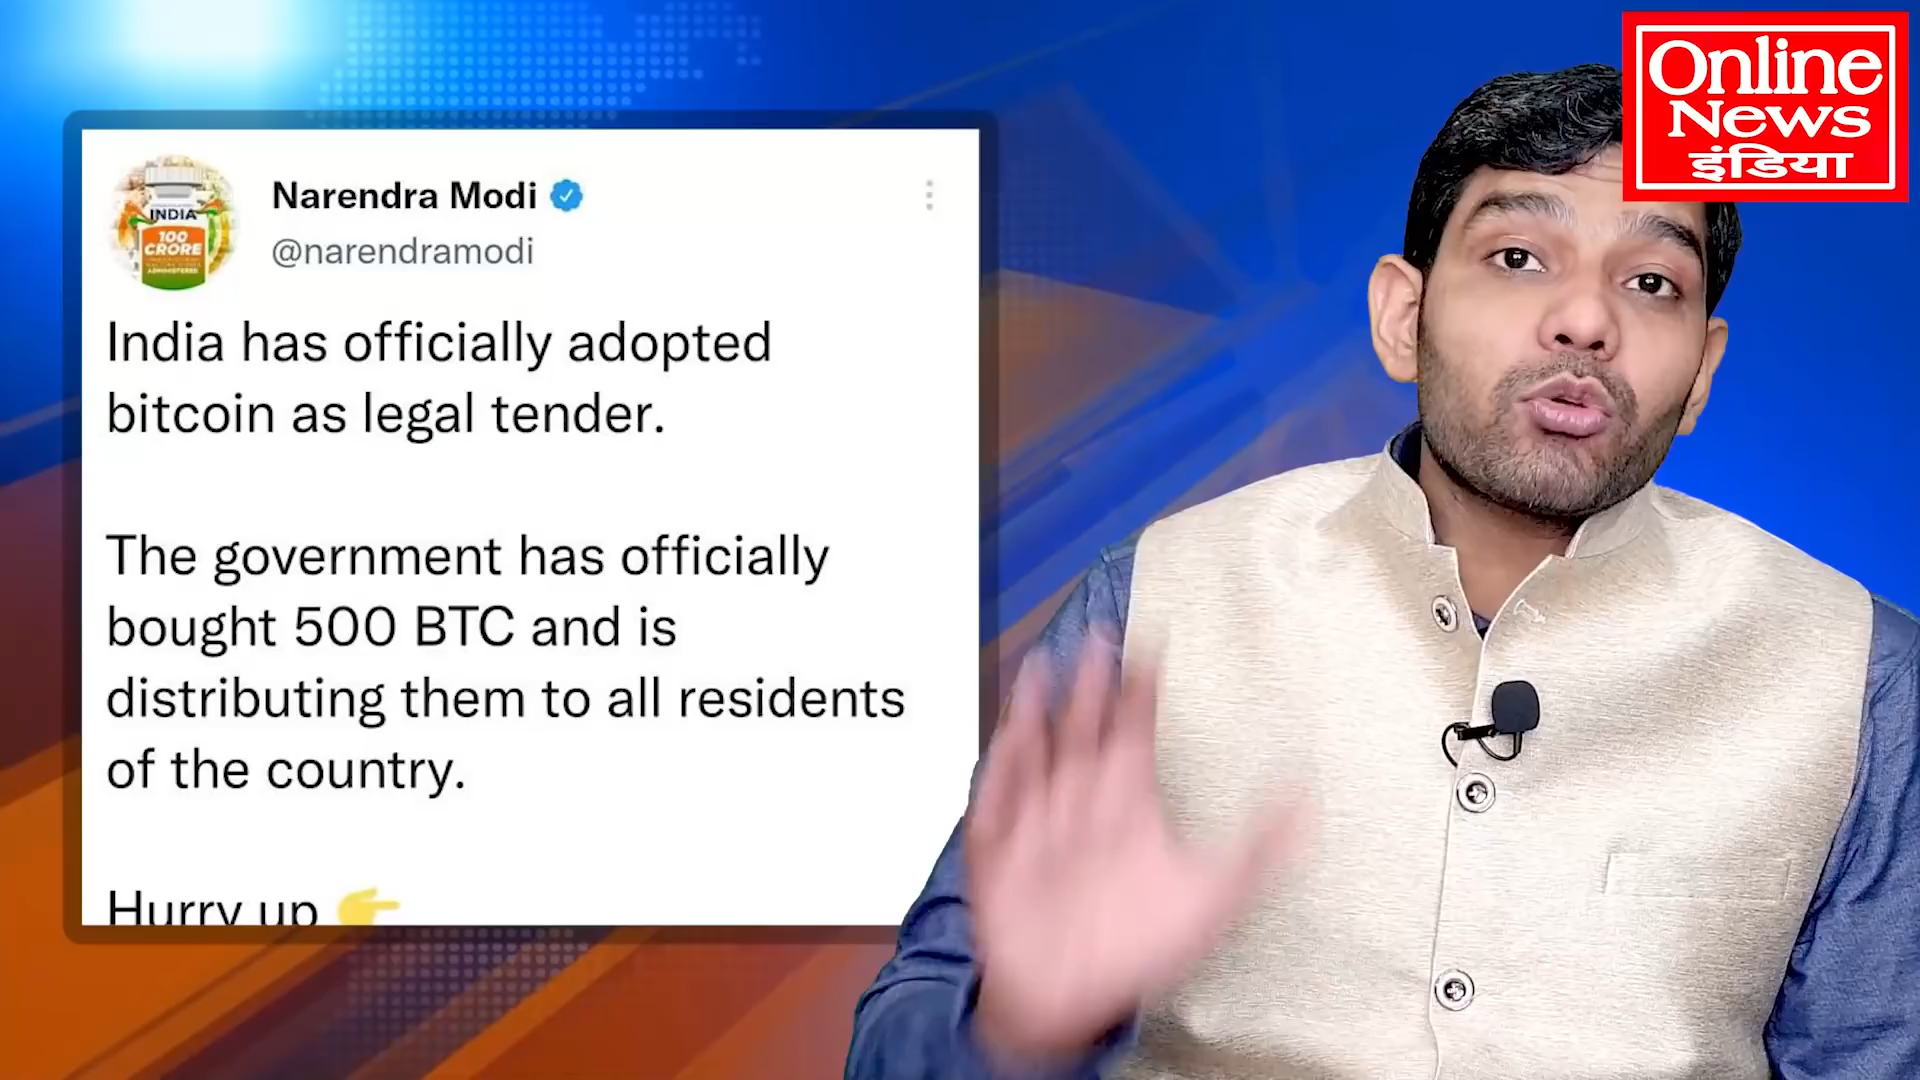 Online
News
इंडिया
INDIA
100
CRORE
ADMINISTERED
Narendra Modi
@narendramodi
India has officially adopted
bitcoin as legal tender.
The government has officially
bought 500 BTC and is
distributing them to all residents
of the country.
Hurry up 👉